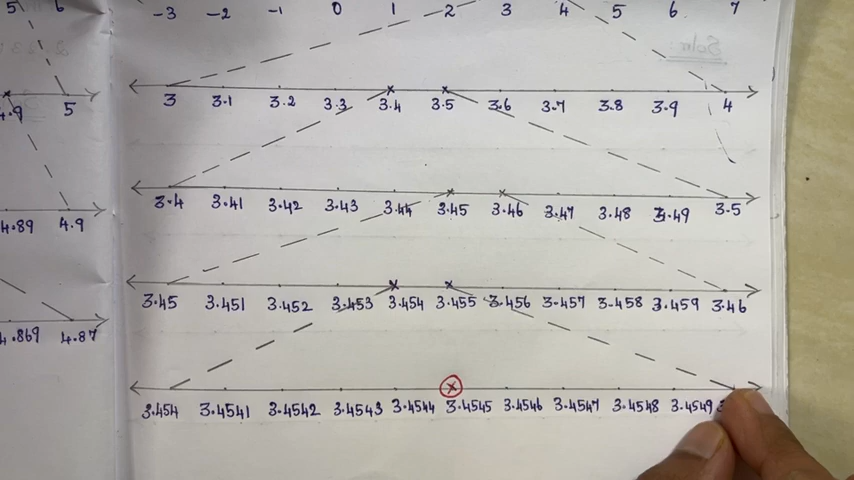 5 6
-3 -2 -1 0 1 2 3 4 5 6 7
Soln:
3 3.1 3.2 3.3 3.4 3.5 3.6 3.7 3.8 3.9 4
4.9 5
3.4 3.41 3.42 3.43 3.44 3.45 3.46 3.47 3.48 3.49 3.5
4.89 4.9
3.45 3.451 3.452 3.453 3.454 3.455 3.456 3.457 3.458 3.459 3.46
4.869 4.87
3.454 3.4541 3.4542 3.4543 3.4544 3.4545 3.4546 3.4547 3.4548 3.4549